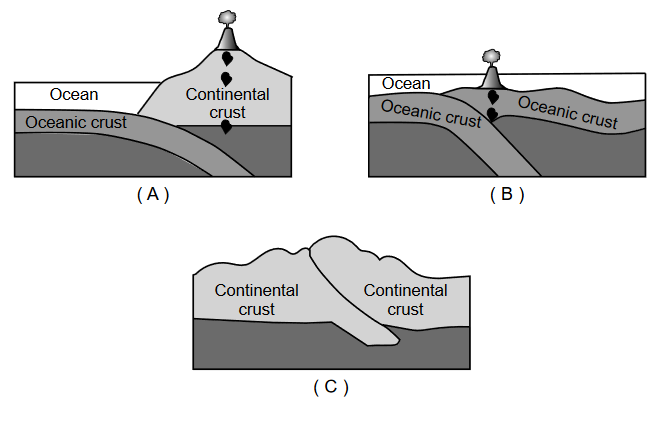 Ocean
Continental
crust
Oceanic crust
( A )
Ocean
Oceanic crust
Oceanic crust
( B )
Continental
crust
Continental
crust
( C )